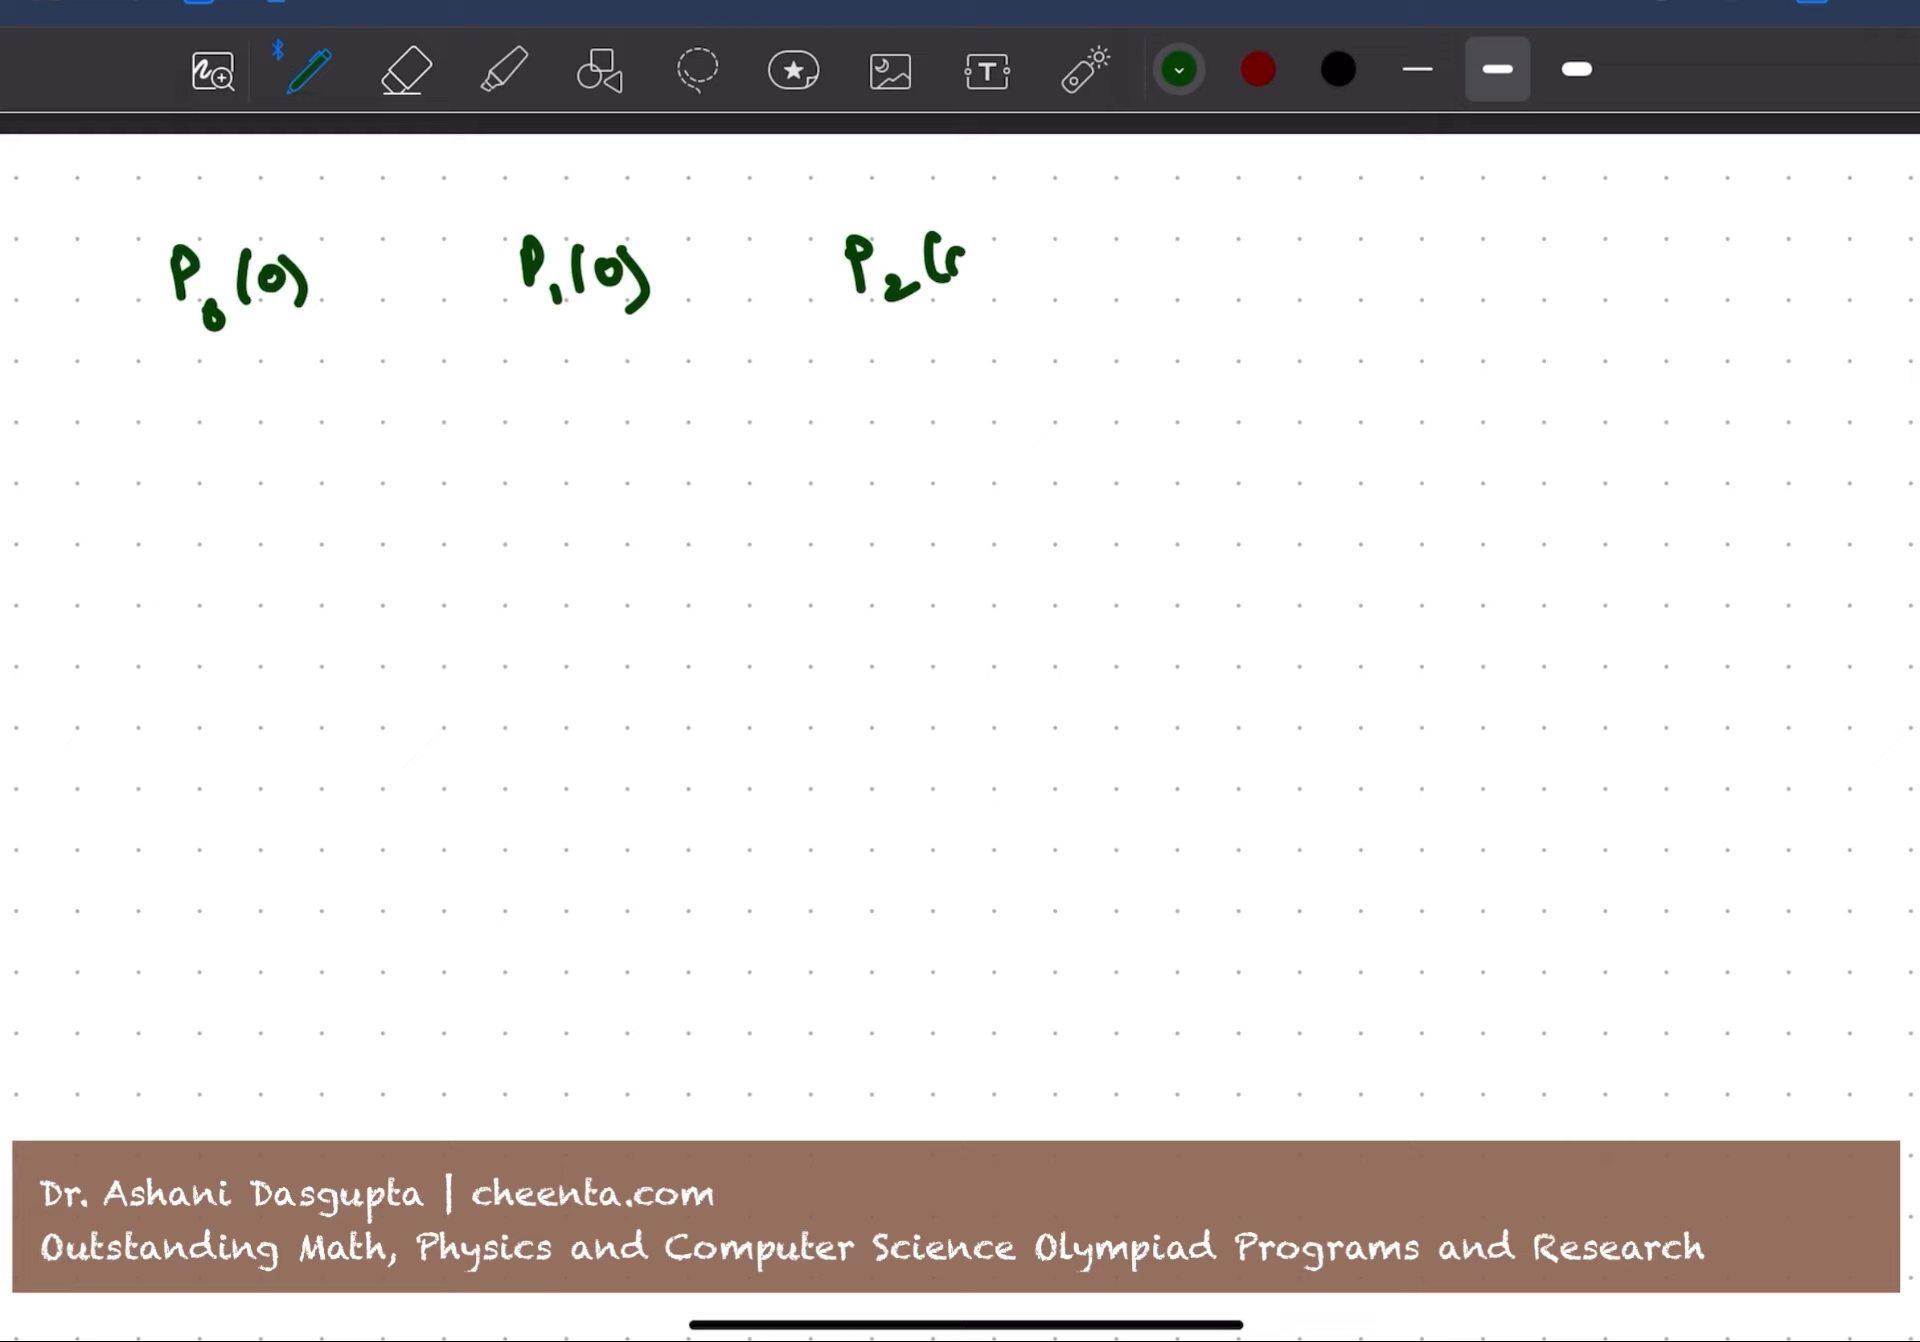 P₀(0) P₁(0) P₂(
Dr. Ashani Dasgupta | cheenta.com
Outstanding Math, Physics and Computer Science Olympiad Programs and Research